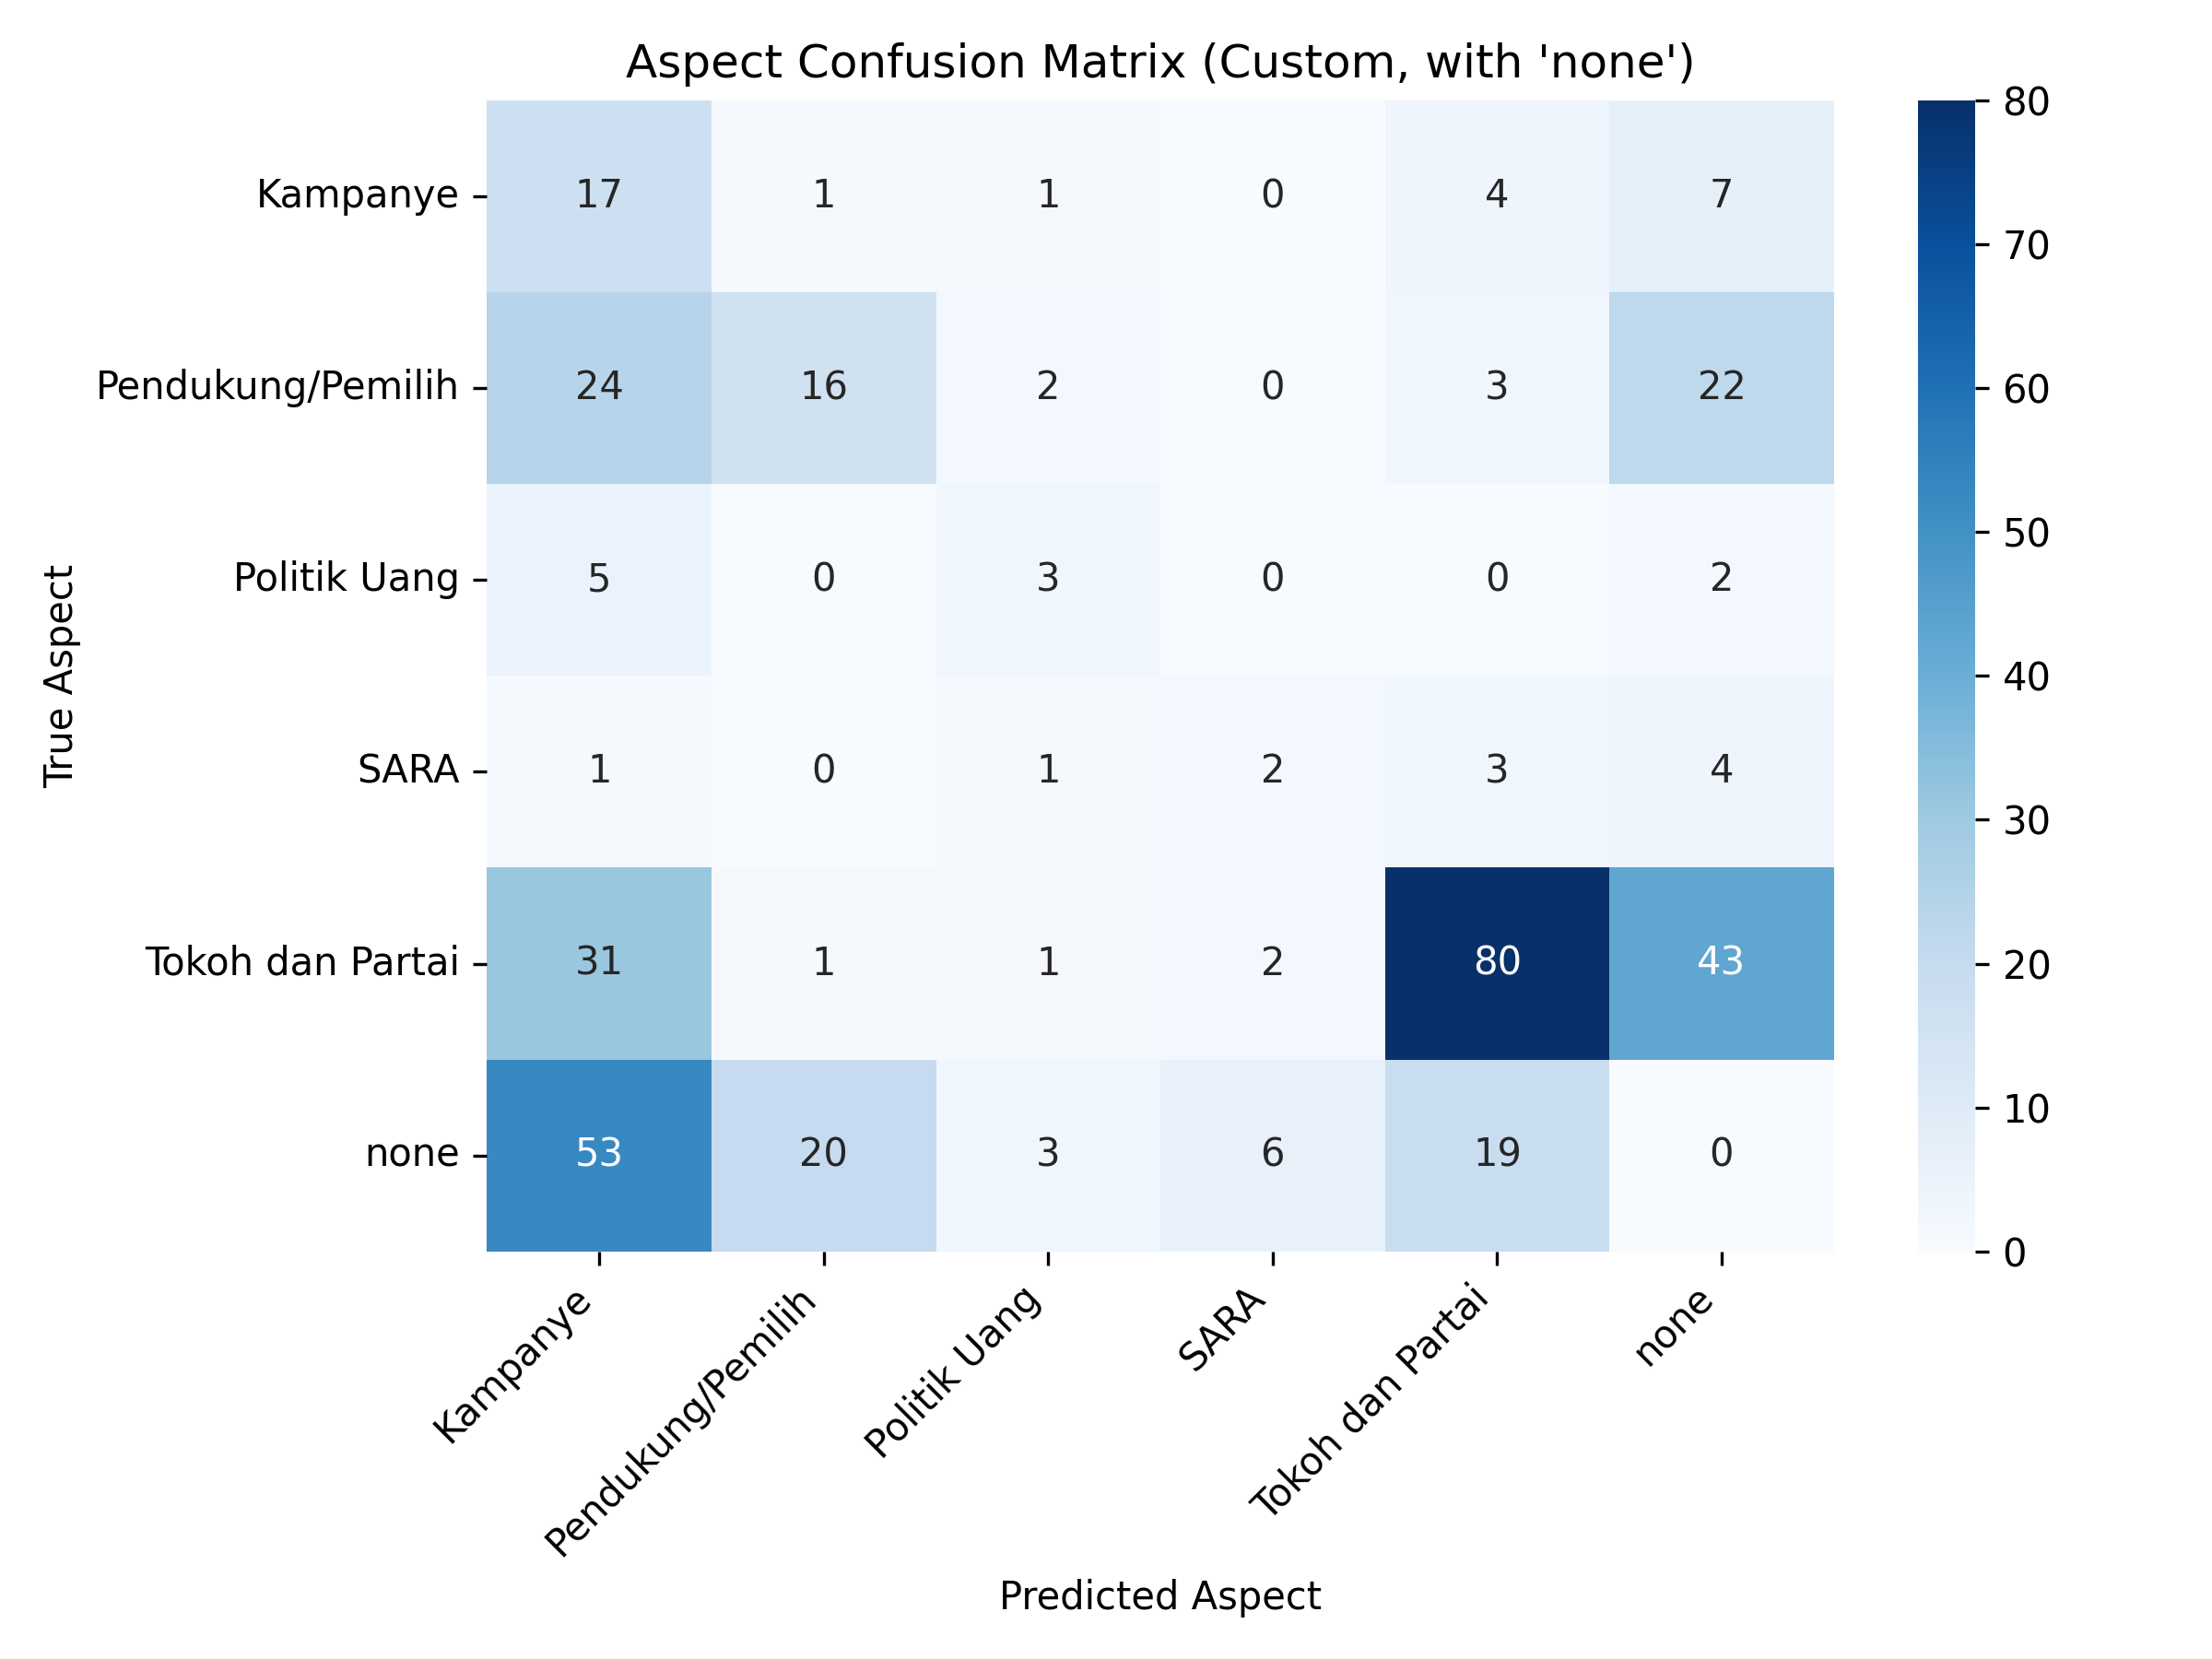 Aspect Confusion Matrix (Custom, with 'none')
Kampanye 17 1 1 0 4 7
Pendukung/Pemilih 24 16 2 0 3 22
Politik Uang 5 0 3 0 0 2
SARA 1 0 1 2 3 4
Tokoh dan Partai 31 1 1 2 80 43
none 53 20 3 6 19 0
True Aspect
Kampanye
Pendukung/Pemilih
Politik Uang
SARA
Tokoh dan Partai
none
Predicted Aspect
80
70
60
50
40
30
20
10
0